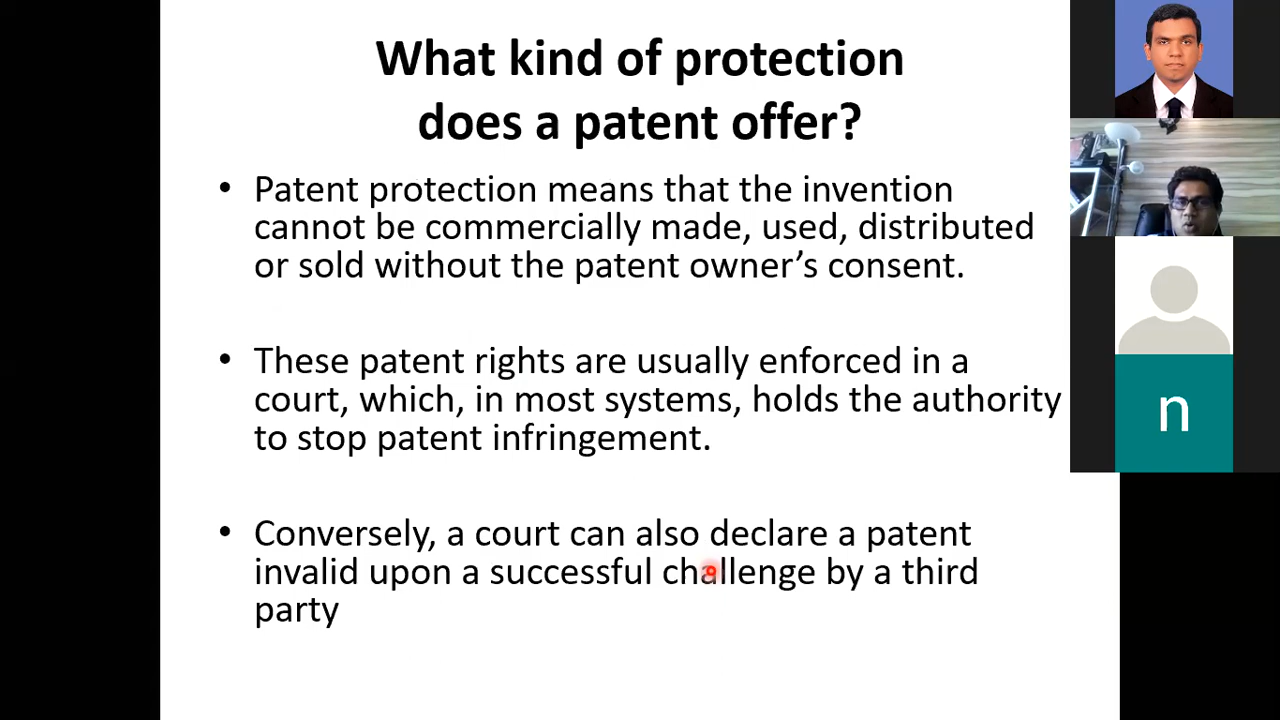 What kind of protection
does a patent offer?
• Patent protection means that the invention
cannot be commercially made, used, distributed
or sold without the patent owner’s consent.
• These patent rights are usually enforced in a
court, which, in most systems, holds the authority
to stop patent infringement.
• Conversely, a court can also declare a patent
invalid upon a successful challenge by a third
party
n